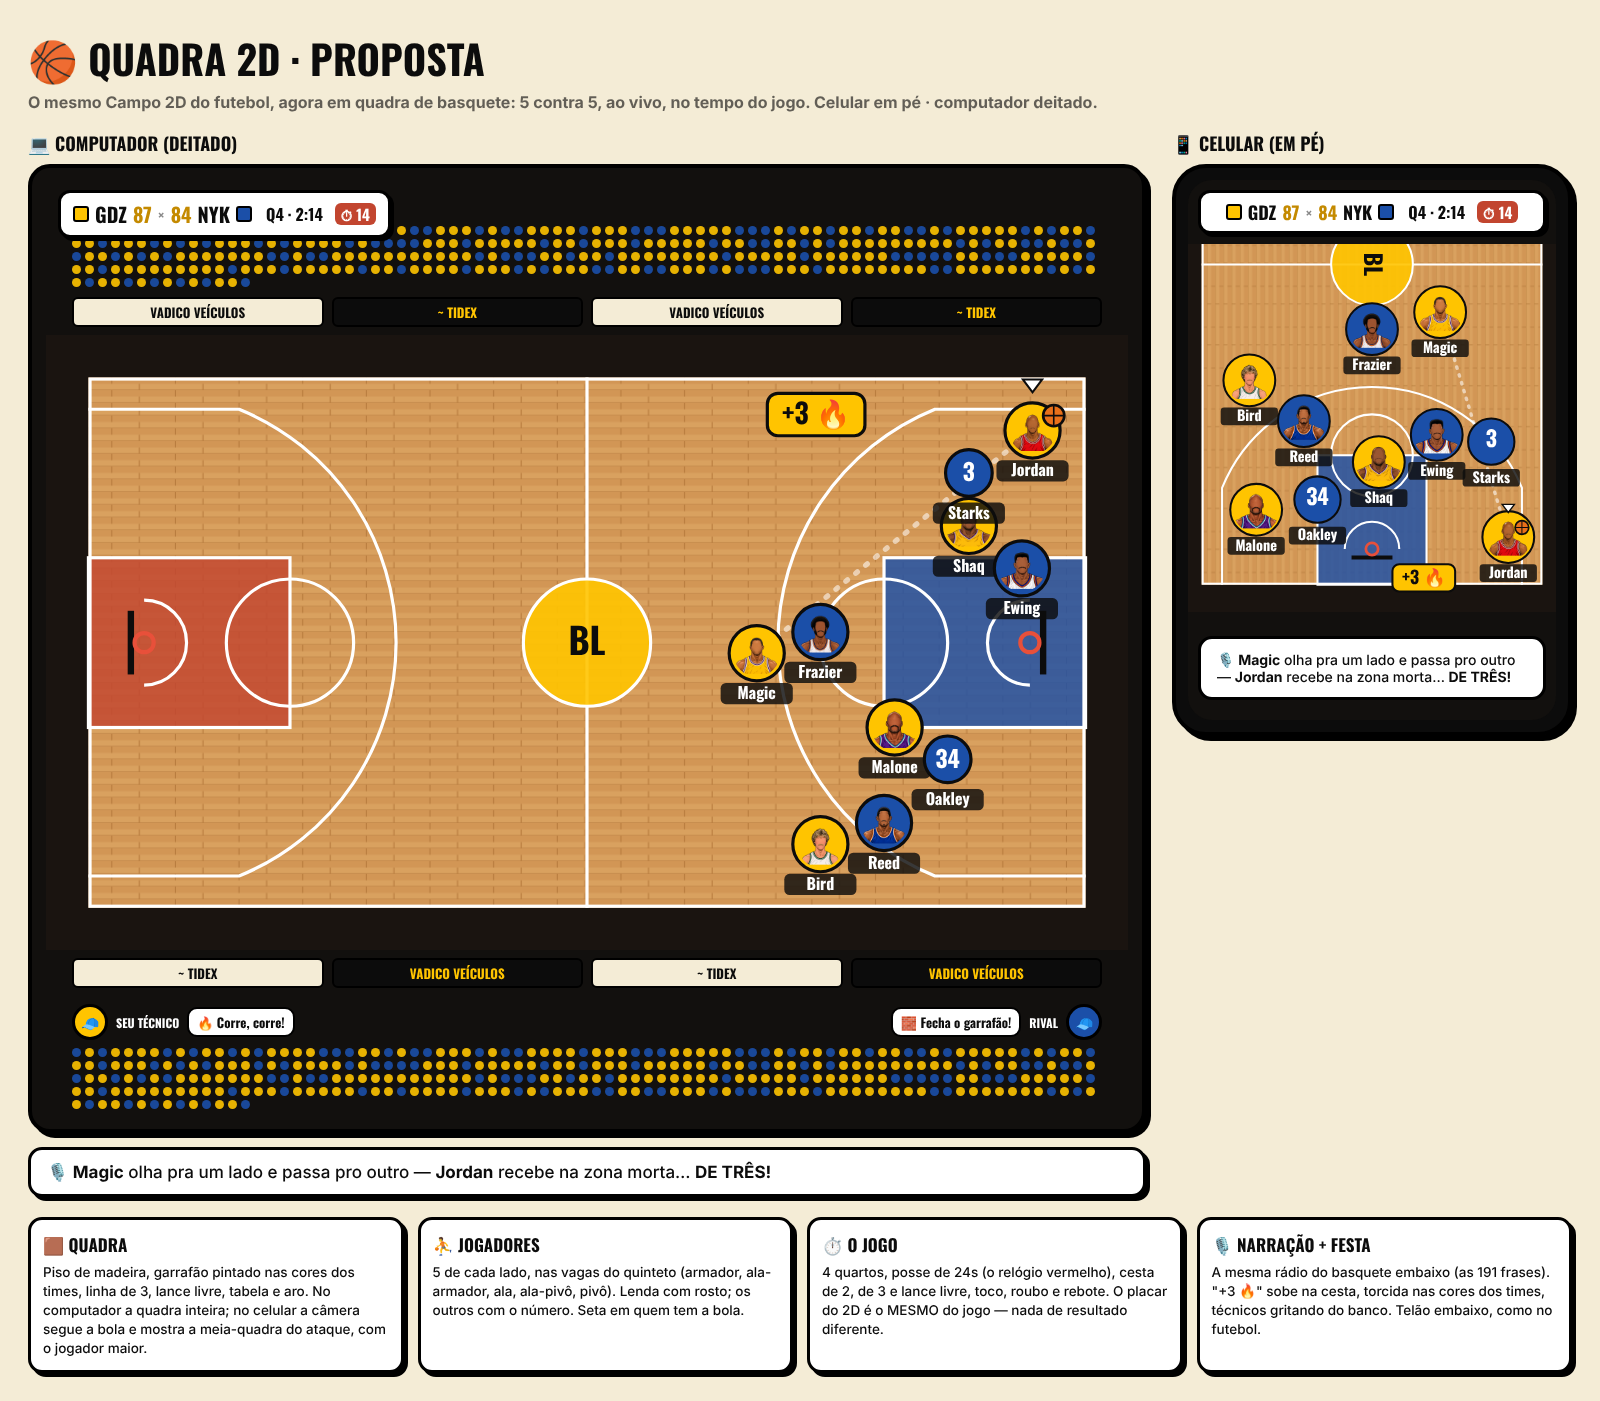 QUADRA 2D · PROPOSTA
O mesmo Campo 2D do futebol, agora em quadra de basquete: 5 contra 5, ao vivo, no tempo do jogo. Celular em pé · computador deitado.
COMPUTADOR (DEITADO)
GDZ 87 × 84 NYK Q4 · 2:14 ⏱ 14
VADICO VEÍCULOS
~ TIDEX
VADICO VEÍCULOS
~ TIDEX
+3 🔥
Jordan
3
Starks
Shaq
Ewing
BL
Frazier
Magic
Malone
34
Oakley
Reed
Bird
~ TIDEX
VADICO VEÍCULOS
~ TIDEX
VADICO VEÍCULOS
SEU TÉCNICO
🔥 Corre, corre!
🧱 Fecha o garrafão!
RIVAL
🎙️ Magic olha pra um lado e passa pro outro — Jordan recebe na zona morta... DE TRÊS!
CELULAR (EM PÉ)
GDZ 87 × 84 NYK Q4 · 2:14 ⏱ 14
BL
Magic
Frazier
Bird
Reed
Ewing
3
Starks
Shaq
34
Malone
Oakley
Jordan
+3 🔥
🎙️ Magic olha pra um lado e passa pro outro
— Jordan recebe na zona morta... DE TRÊS!
QUADRA
Piso de madeira, garrafão pintado nas cores dos
times, linha de 3, lance livre, tabela e aro. No
computador a quadra inteira; no celular a câmera
segue a bola e mostra a meia-quadra do ataque, com
o jogador maior.
JOGADORES
5 de cada lado, nas vagas do quinteto (armador, ala-
armador, ala, ala-pivô, pivô). Lenda com rosto; os
outros com o número. Seta em quem tem a bola.
O JOGO
4 quartos, posse de 24s (o relógio vermelho), cesta
de 2, de 3 e lance livre, toco, roubo e rebote. O placar
do 2D é o MESMO do jogo — nada de resultado
diferente.
NARRAÇÃO + FESTA
A mesma rádio do basquete embaixo (as 191 frases).
"+3 🔥" sobe na cesta, torcida nas cores dos times,
técnicos gritando do banco. Telão embaixo, como no
futebol.